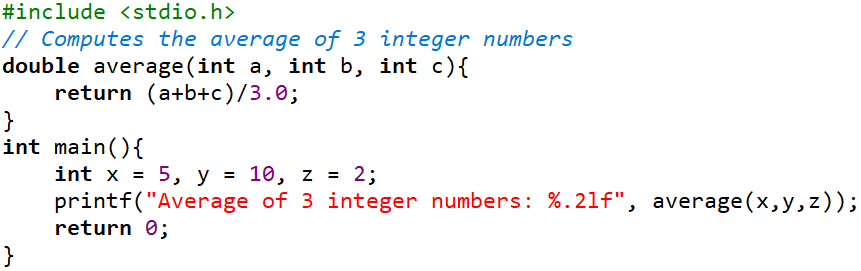 #include <stdio.h>
// Computes the average of 3 integer numbers
double average(int a, int b, int c){
    return (a+b+c)/3.0;
}
int main(){
    int x = 5, y = 10, z = 2;
    printf("Average of 3 integer numbers: %.2lf", average(x,y,z));
    return 0;
}